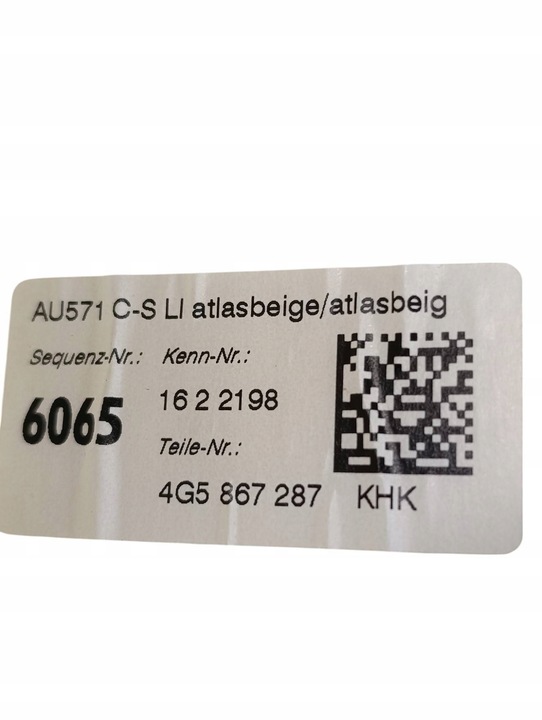 AU571 C-S LI atlasbeige/atlasbeig
Sequenz-Nr.: Kenn-Nr.:
6065 16 2 2198
Teile-Nr.:
4G5 867 287 KHK